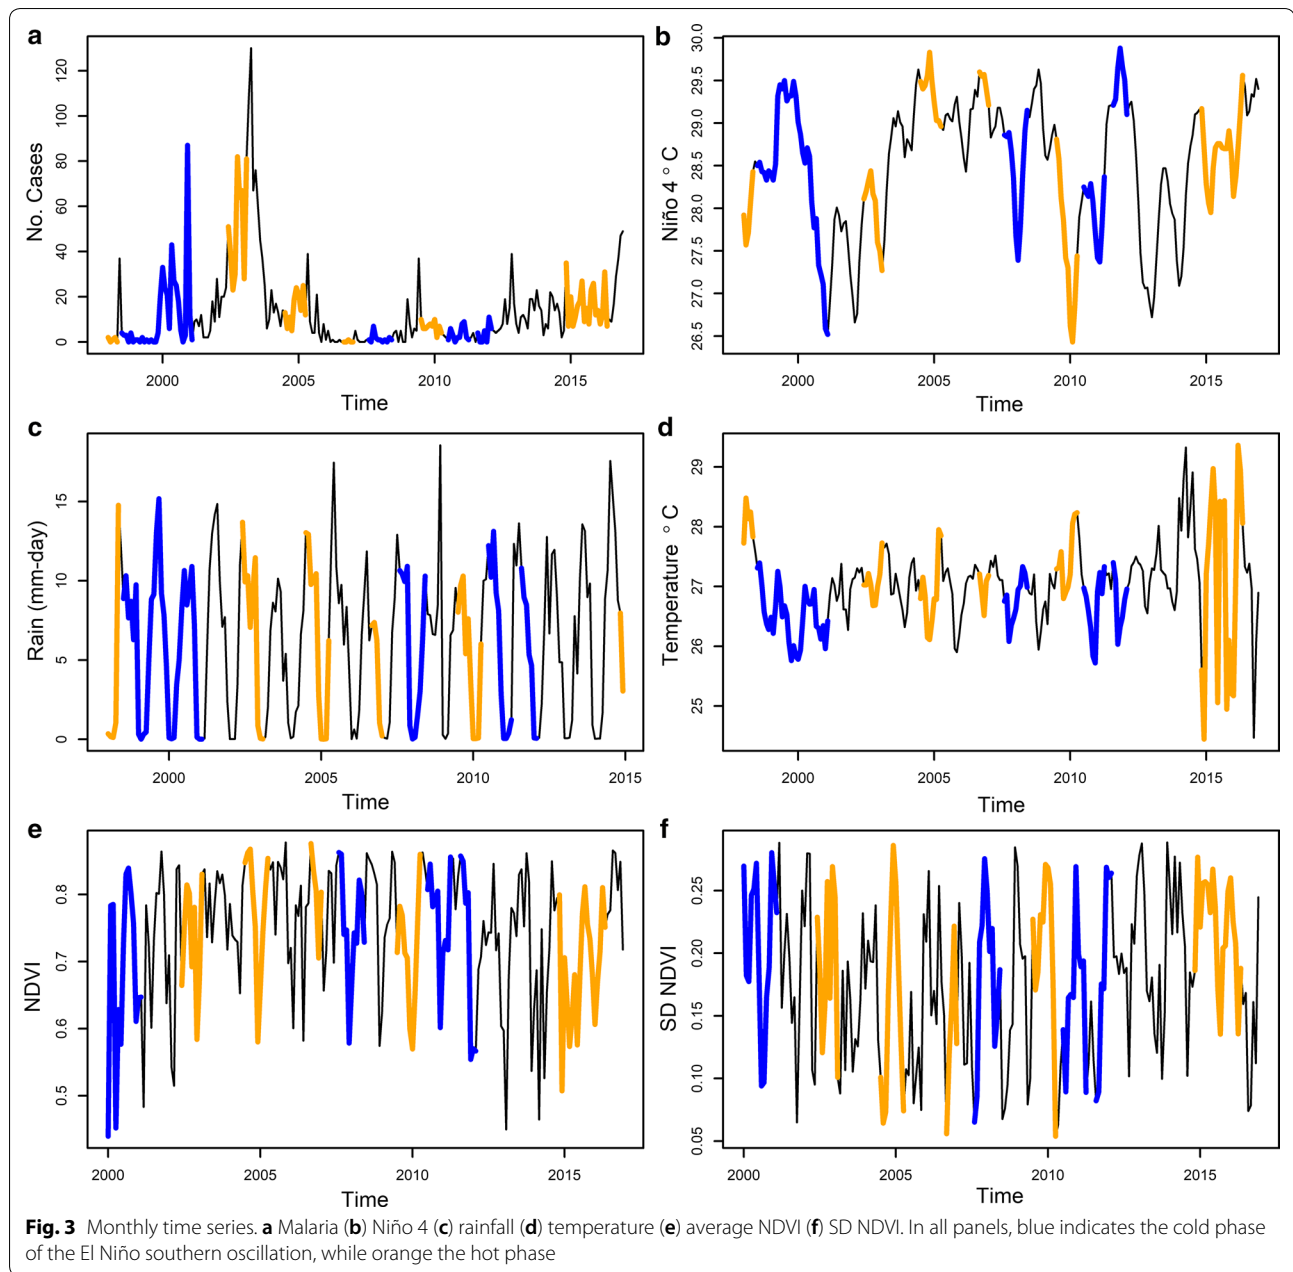 a
No. Cases
0 20 40 60 80 100 120
2000 2005 2010 2015
Time
b
Niño 4 ° C
26.5 27.0 27.5 28.0 28.5 29.0 29.5 30.0
2000 2005 2010 2015
Time
c
Rain (mm-day)
0 5 10 15
2000 2005 2010 2015
Time
d
Temperature ° C
25 26 27 28 29
2000 2005 2010 2015
Time
e
NDVI
0.5 0.6 0.7 0.8
2000 2005 2010 2015
Time
f
SD NDVI
0.05 0.10 0.15 0.20 0.25
2000 2005 2010 2015
Time
Fig. 3 Monthly time series. a Malaria (b) Niño 4 (c) rainfall (d) temperature (e) average NDVI (f) SD NDVI. In all panels, blue indicates the cold phase
of the El Niño southern oscillation, while orange the hot phase